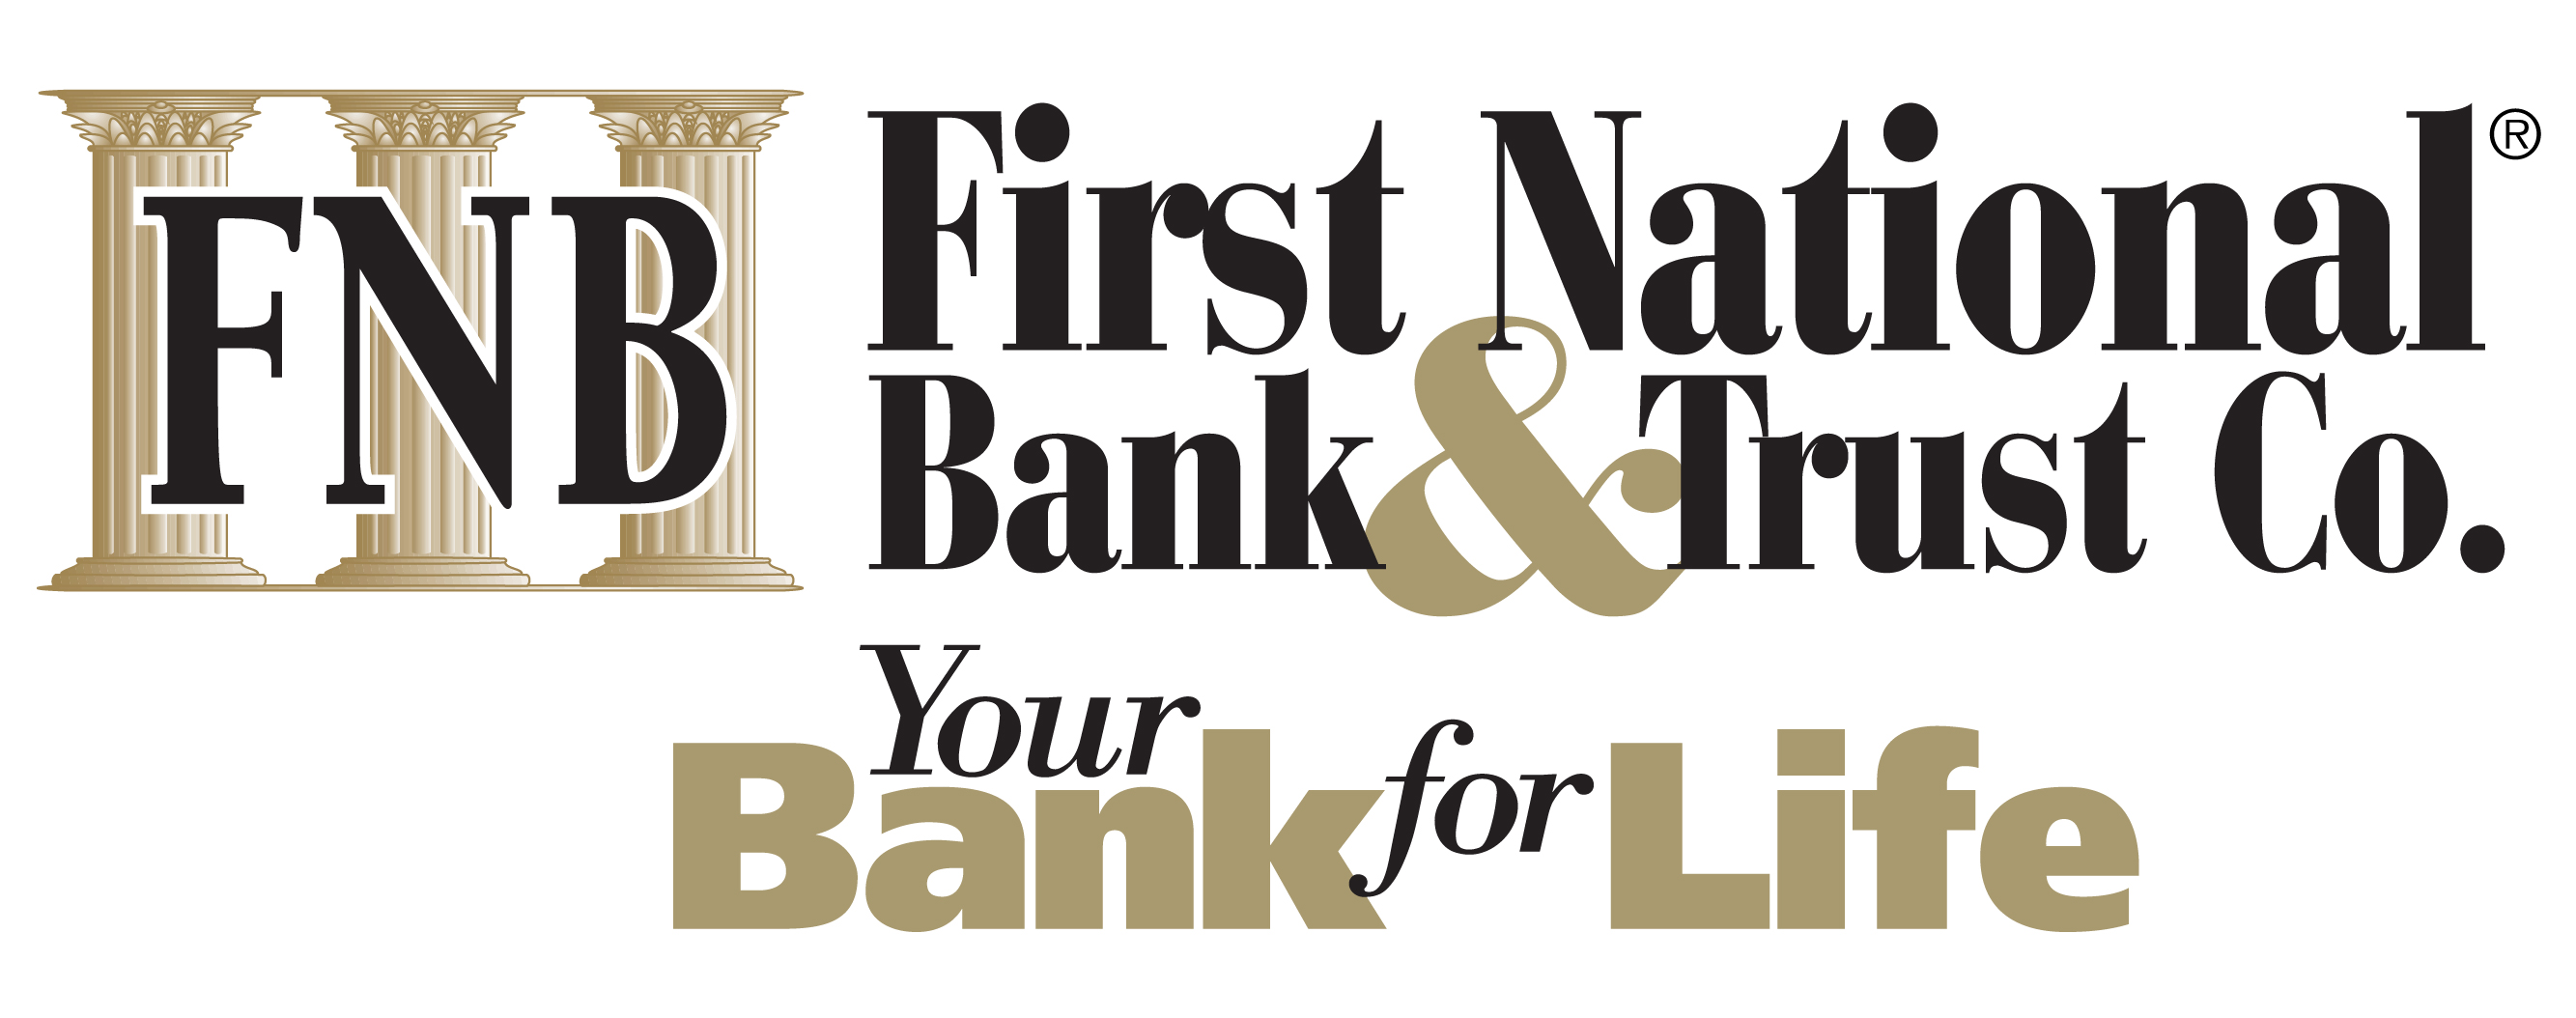 FNB
First National®
Bank & Trust Co.
Your
Bank for Life